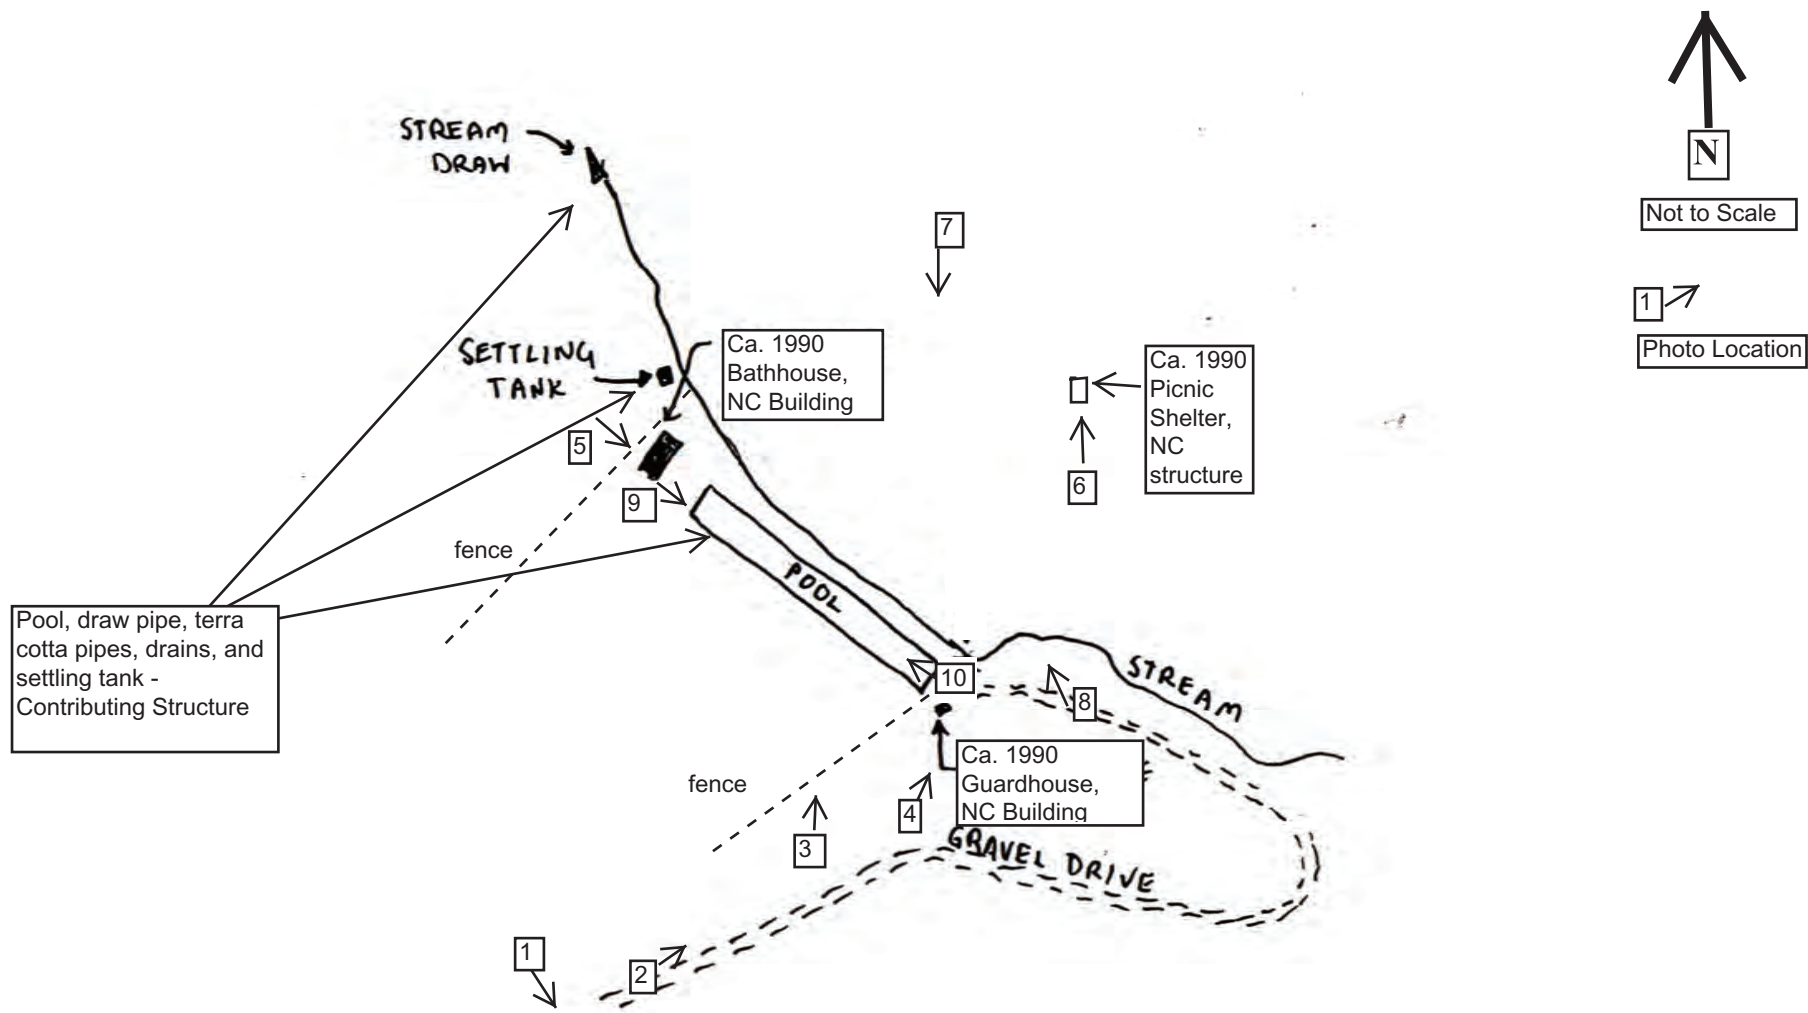 N
Not to Scale
1
Photo Location
STREAM
DRAW
7
SETTLING
TANK
Ca. 1990
Bathhouse,
NC Building
Ca. 1990
Picnic
Shelter,
NC
structure
5
6
9
fence
POOL
Pool, draw pipe, terra
cotta pipes, drains, and
settling tank -
Contributing Structure
STREAM
10
8
Ca. 1990
Guardhouse,
NC Building
fence
4
3
GRAVEL DRIVE
1
2